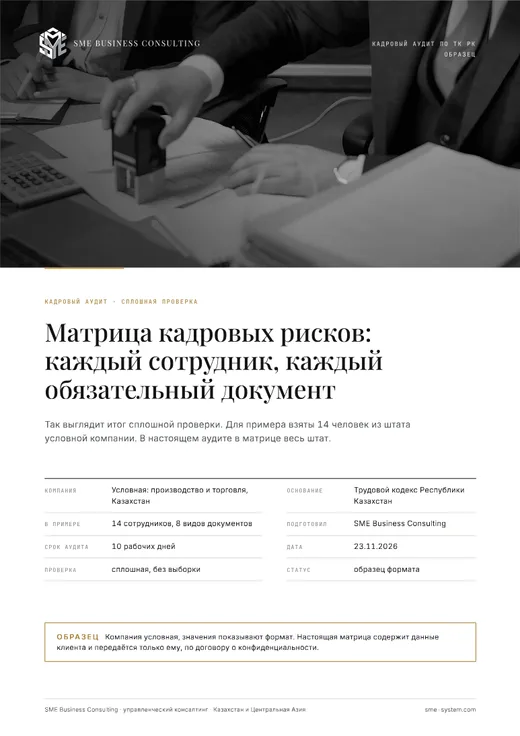 SME BUSINESS CONSULTING
КАДРОВЫЙ АУДИТ ПО ТК РК
ОБРАЗЕЦ
КАДРОВЫЙ АУДИТ · СПЛОШНАЯ ПРОВЕРКА
Матрица кадровых рисков:
каждый сотрудник, каждый
обязательный документ
Так выглядит итог сплошной проверки. Для примера взяты 14 человек из штата
условной компании. В настоящем аудите в матрице весь штат.
КОМПАНИЯ Условная: производство и торговля,
Казахстан
В ПРИМЕРЕ 14 сотрудников, 8 видов документов
СРОК АУДИТА 10 рабочих дней
ПРОВЕРКА сплошная, без выборки
ОСНОВАНИЕ Трудовой кодекс Республики
Казахстан
ПОДГОТОВИЛ SME Business Consulting
ДАТА 23.11.2026
СТАТУС образец формата
ОБРАЗЕЦ Компания условная, значения показывают формат. Настоящая матрица содержит данные
клиента и передаётся только ему, по договору о конфиденциальности.
SME Business Consulting · управленческий консалтинг · Казахстан и Центральная Азия
sme-system.com